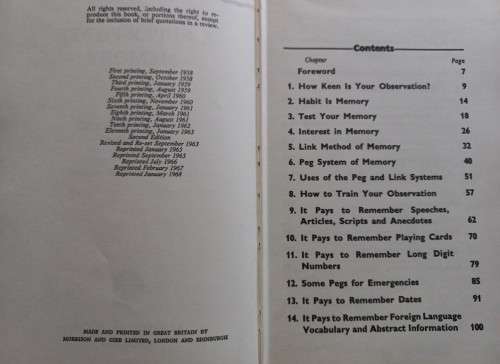 All rights reserved, including the right to re-
produce this book, or portions thereof, except
for the inclusion of brief quotations in a review.
First printing, September 1958
Second printing, October 1958
Third printing, January 1959
Fourth printing, August 1959
Fifth printing, April 1960
Sixth printing, November 1960
Seventh printing, January 1961
Eighth printing, March 1961
Ninth printing, August 1961
Tenth printing, January 1962
Eleventh printing, January 1963
Second Edition
Revised and Re-set September 1963
Reprinted January 1965
Reprinted September 1965
Reprinted July 1966
Reprinted February 1967
Reprinted January 1968
MADE AND PRINTED IN GREAT BRITAIN BY
MORRISON AND GIBB LIMITED, LONDON AND EDINBURGH
Contents
Chapter Page
Foreword 7
1. How Keen Is Your Observation? 9
2. Habit Is Memory 14
3. Test Your Memory 18
4. Interest in Memory 26
5. Link Method of Memory 32
6. Peg System of Memory 40
7. Uses of the Peg and Link Systems 51
8. How to Train Your Observation 57
9. It Pays to Remember Speeches,
Articles, Scripts and Anecdotes 62
10. It Pays to Remember Playing Cards 70
11. It Pays to Remember Long Digit
Numbers 79
12. Some Pegs for Emergencies 85
13. It Pays to Remember Dates 91
14. It Pays to Remember Foreign Language
Vocabulary and Abstract Information 100